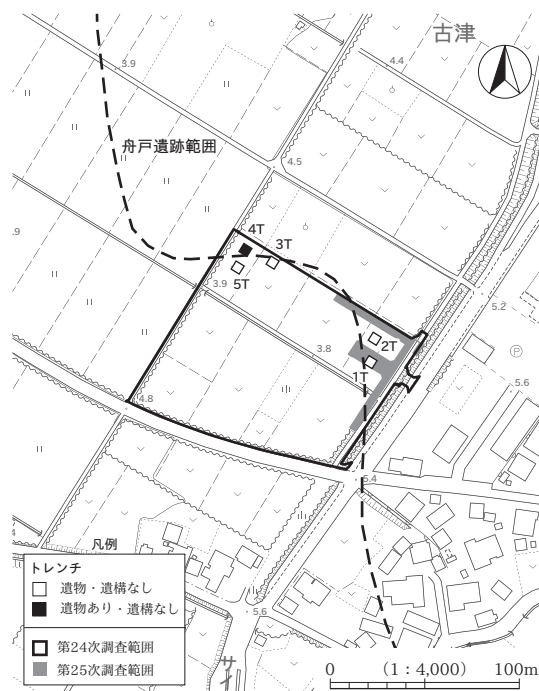 古津
3.9
4.4
舟戸遺跡範囲
4.5
.9
4T
3T
5T
3.9
5.2
3.8
2T
1T
P
5.6
4.8
5.4
凡例
トレンチ
遺物・遺構なし
遺物あり・遺構なし
第24次調査範囲
第25次調査範囲
5.6
サイ
0 (1:4,000) 100m